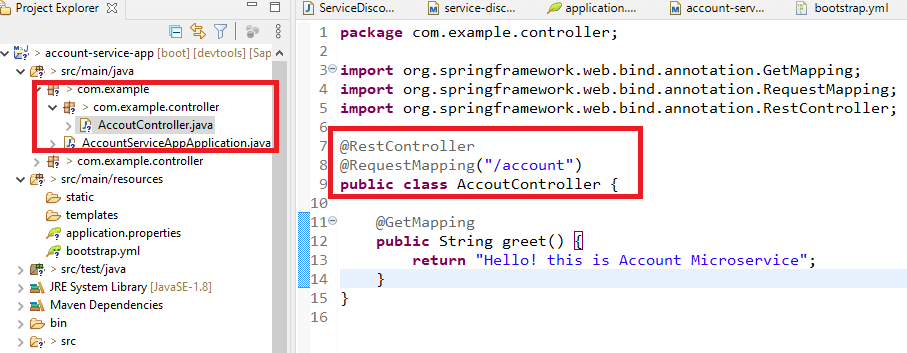 Project Explorer
account-service-app [boot] [devtools] [Sap
src/main/java
com.example
com.example.controller
AccoutController.java
AccountServiceAppApplication.java
com.example.controller
src/main/resources
static
templates
application.properties
bootstrap.yml
src/test/java
JRE System Library [JavaSE-1.8]
Maven Dependencies
bin
src
ServiceDisco... service-disc... application.... account-serv... bootstrap.yml
1 package com.example.controller;
2
3 import org.springframework.web.bind.annotation.GetMapping;
4 import org.springframework.web.bind.annotation.RequestMapping;
5 import org.springframework.web.bind.annotation.RestController;
6
7 @RestController
8 @RequestMapping("/account")
9 public class AccoutController {
10
11 @GetMapping
12 public String greet() {
13 return "Hello! this is Account Microservice";
14 }
15 }
16